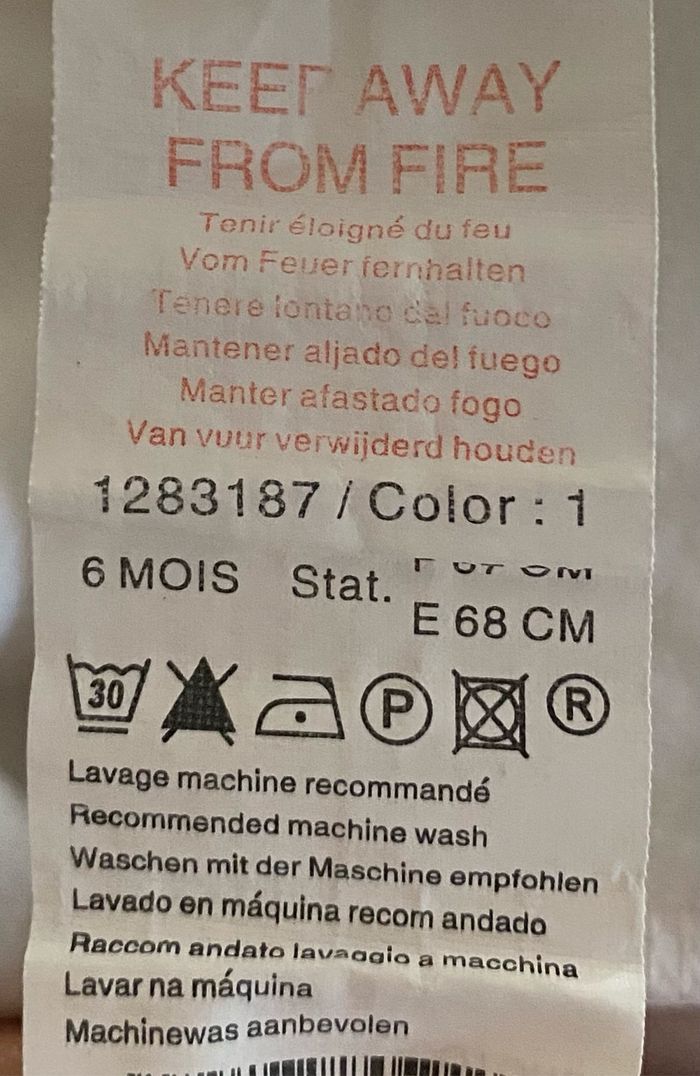 KEEP AWAY
FROM FIRE
Tenir éloigné du feu
Vom Feuer fernhalten
Tenere lontano dal fuoco
Mantener aljado del fuego
Manter afastado fogo
Van vuur verwijderd houden
1283187 / Color : 1
6 MOIS Stat.
E 68 CM
30 P ®
Lavage machine recommandé
Recommended machine wash
Waschen mit der Maschine empfohlen
Lavado en máquina recom andado
Raccom andato lavaggio a macchina
Lavar na máquina
Machinewas aanbevolen